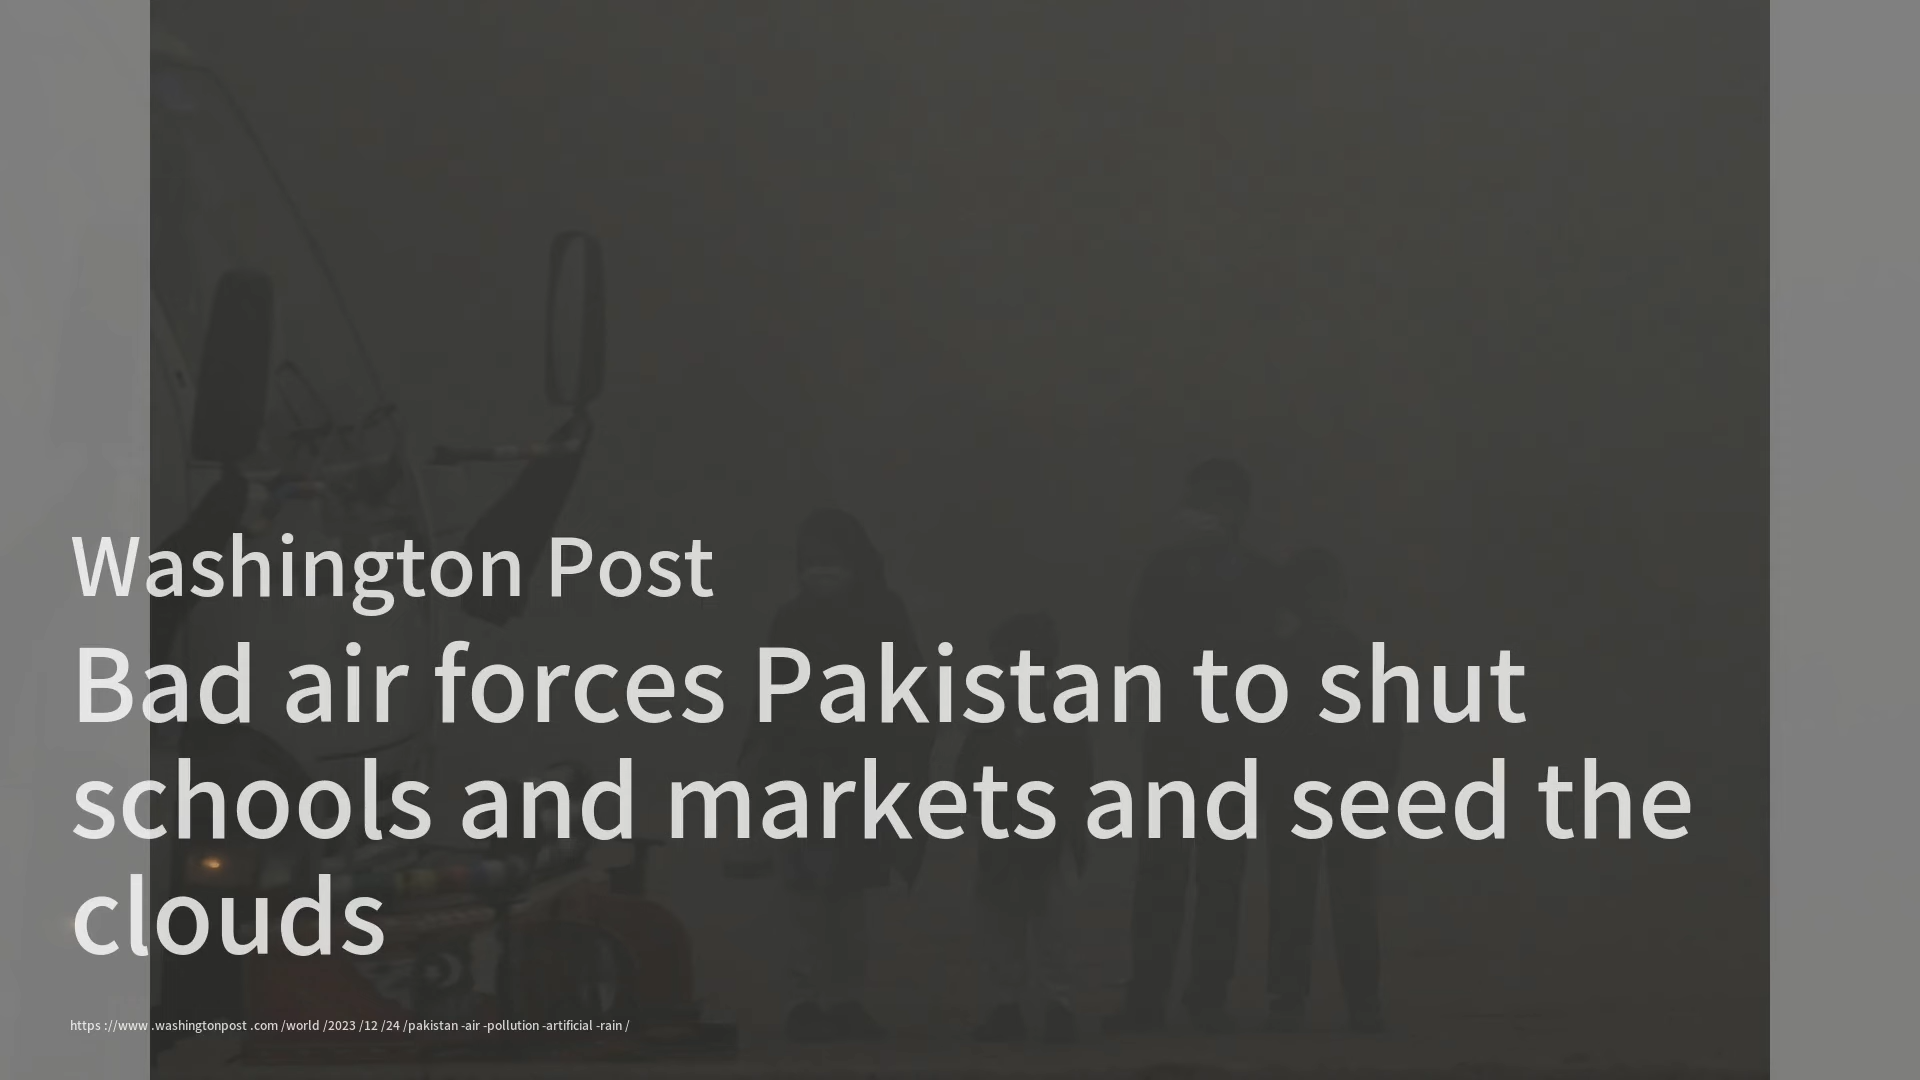 Washington Post
Bad air forces Pakistan to shut
schools and markets and seed the
clouds
https ://www .washingtonpost .com /world /2023 /12 /24 /pakistan -air -pollution -artificial -rain /